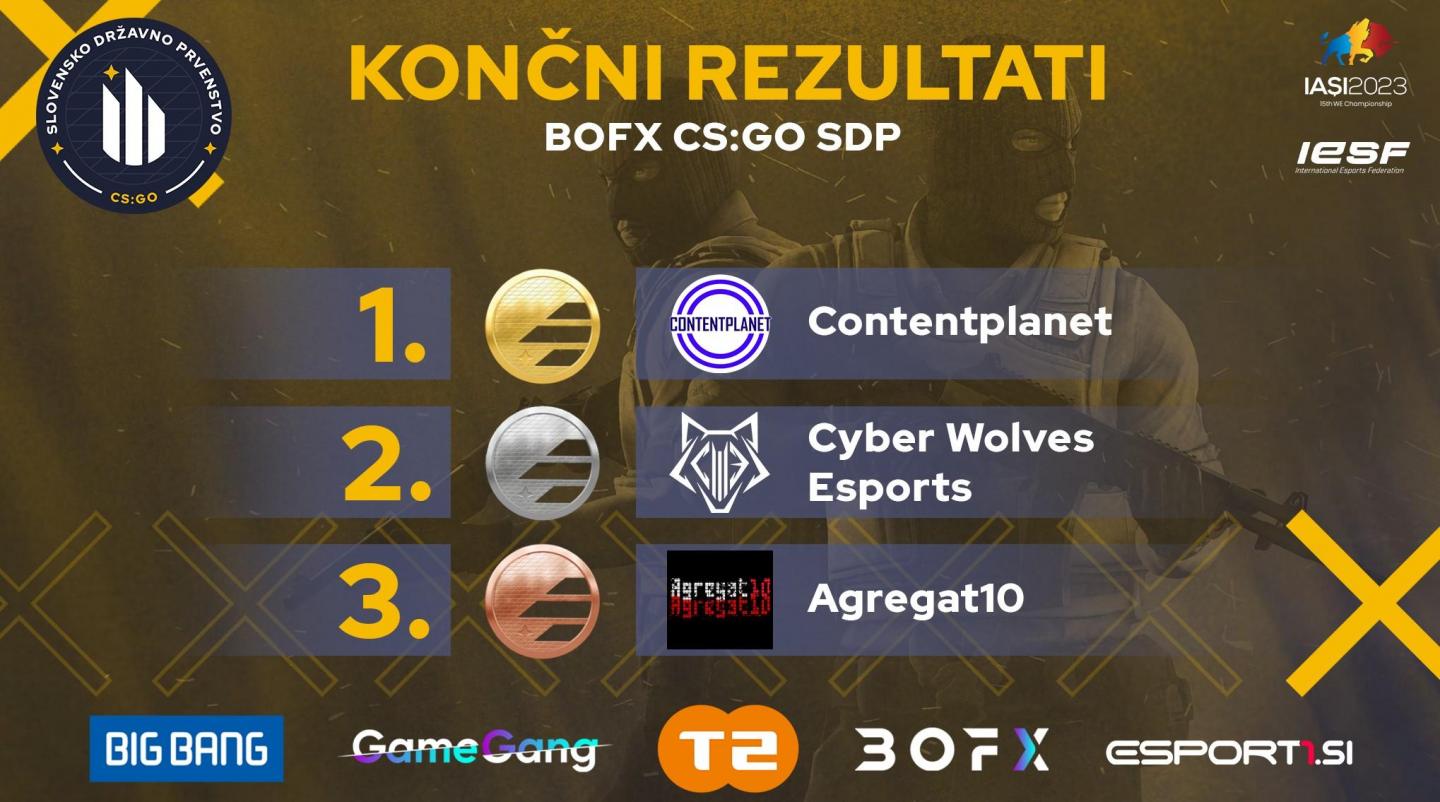 SLOVENSKO DRŽAVNO PRVENSTVO
CS:GO
KONČNI REZULTATI
BOFX CS:GO SDP
IAȘI2023
15th WE Championship
IESF
International Esports Federation
1.
CONTENTPLANET
Contentplanet
2.
Cyber Wolves
Esports
3.
Agregat10
Agregat10
Agregat10
BIG BANG
GameGang
T2
BOFX
ESPORT1.SI